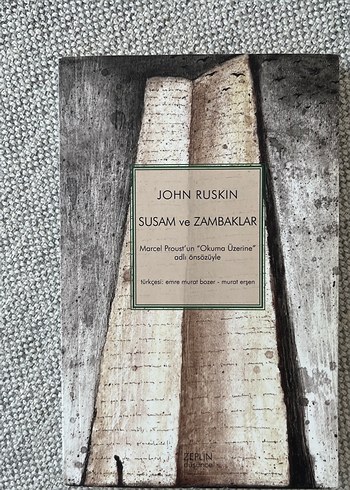 JOHN RUSKIN
SUSAM ve ZAMBAKLAR
Marcel Proust'un "Okuma Üzerine"
adlı önsözüyle
türkçesi: emre murat bozer - murat erşen
ZEPLİN
düşünce